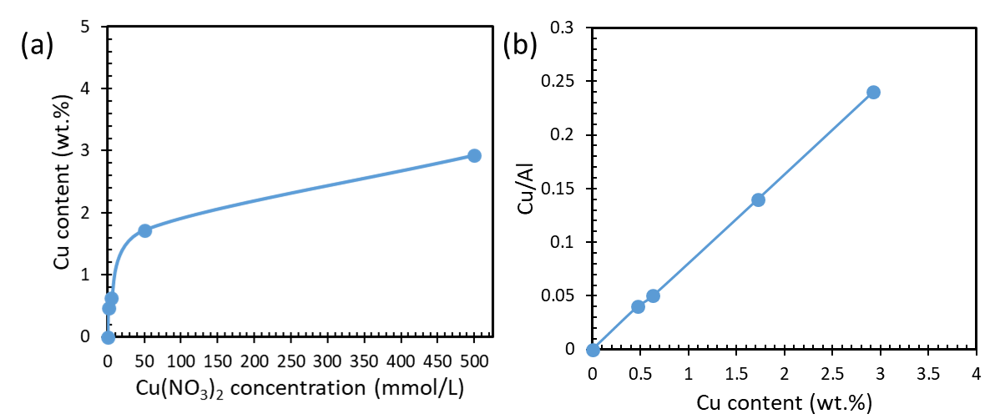 (a)
5
4
3
2
1
0
Cu content (wt.%)
0 50 100 150 200 250 300 350 400 450 500
Cu(NO₃)₂ concentration (mmol/L)
(b)
0.3
0.25
0.2
0.15
0.1
0.05
0
Cu/Al
0 0.5 1 1.5 2 2.5 3 3.5 4
Cu content (wt.%)